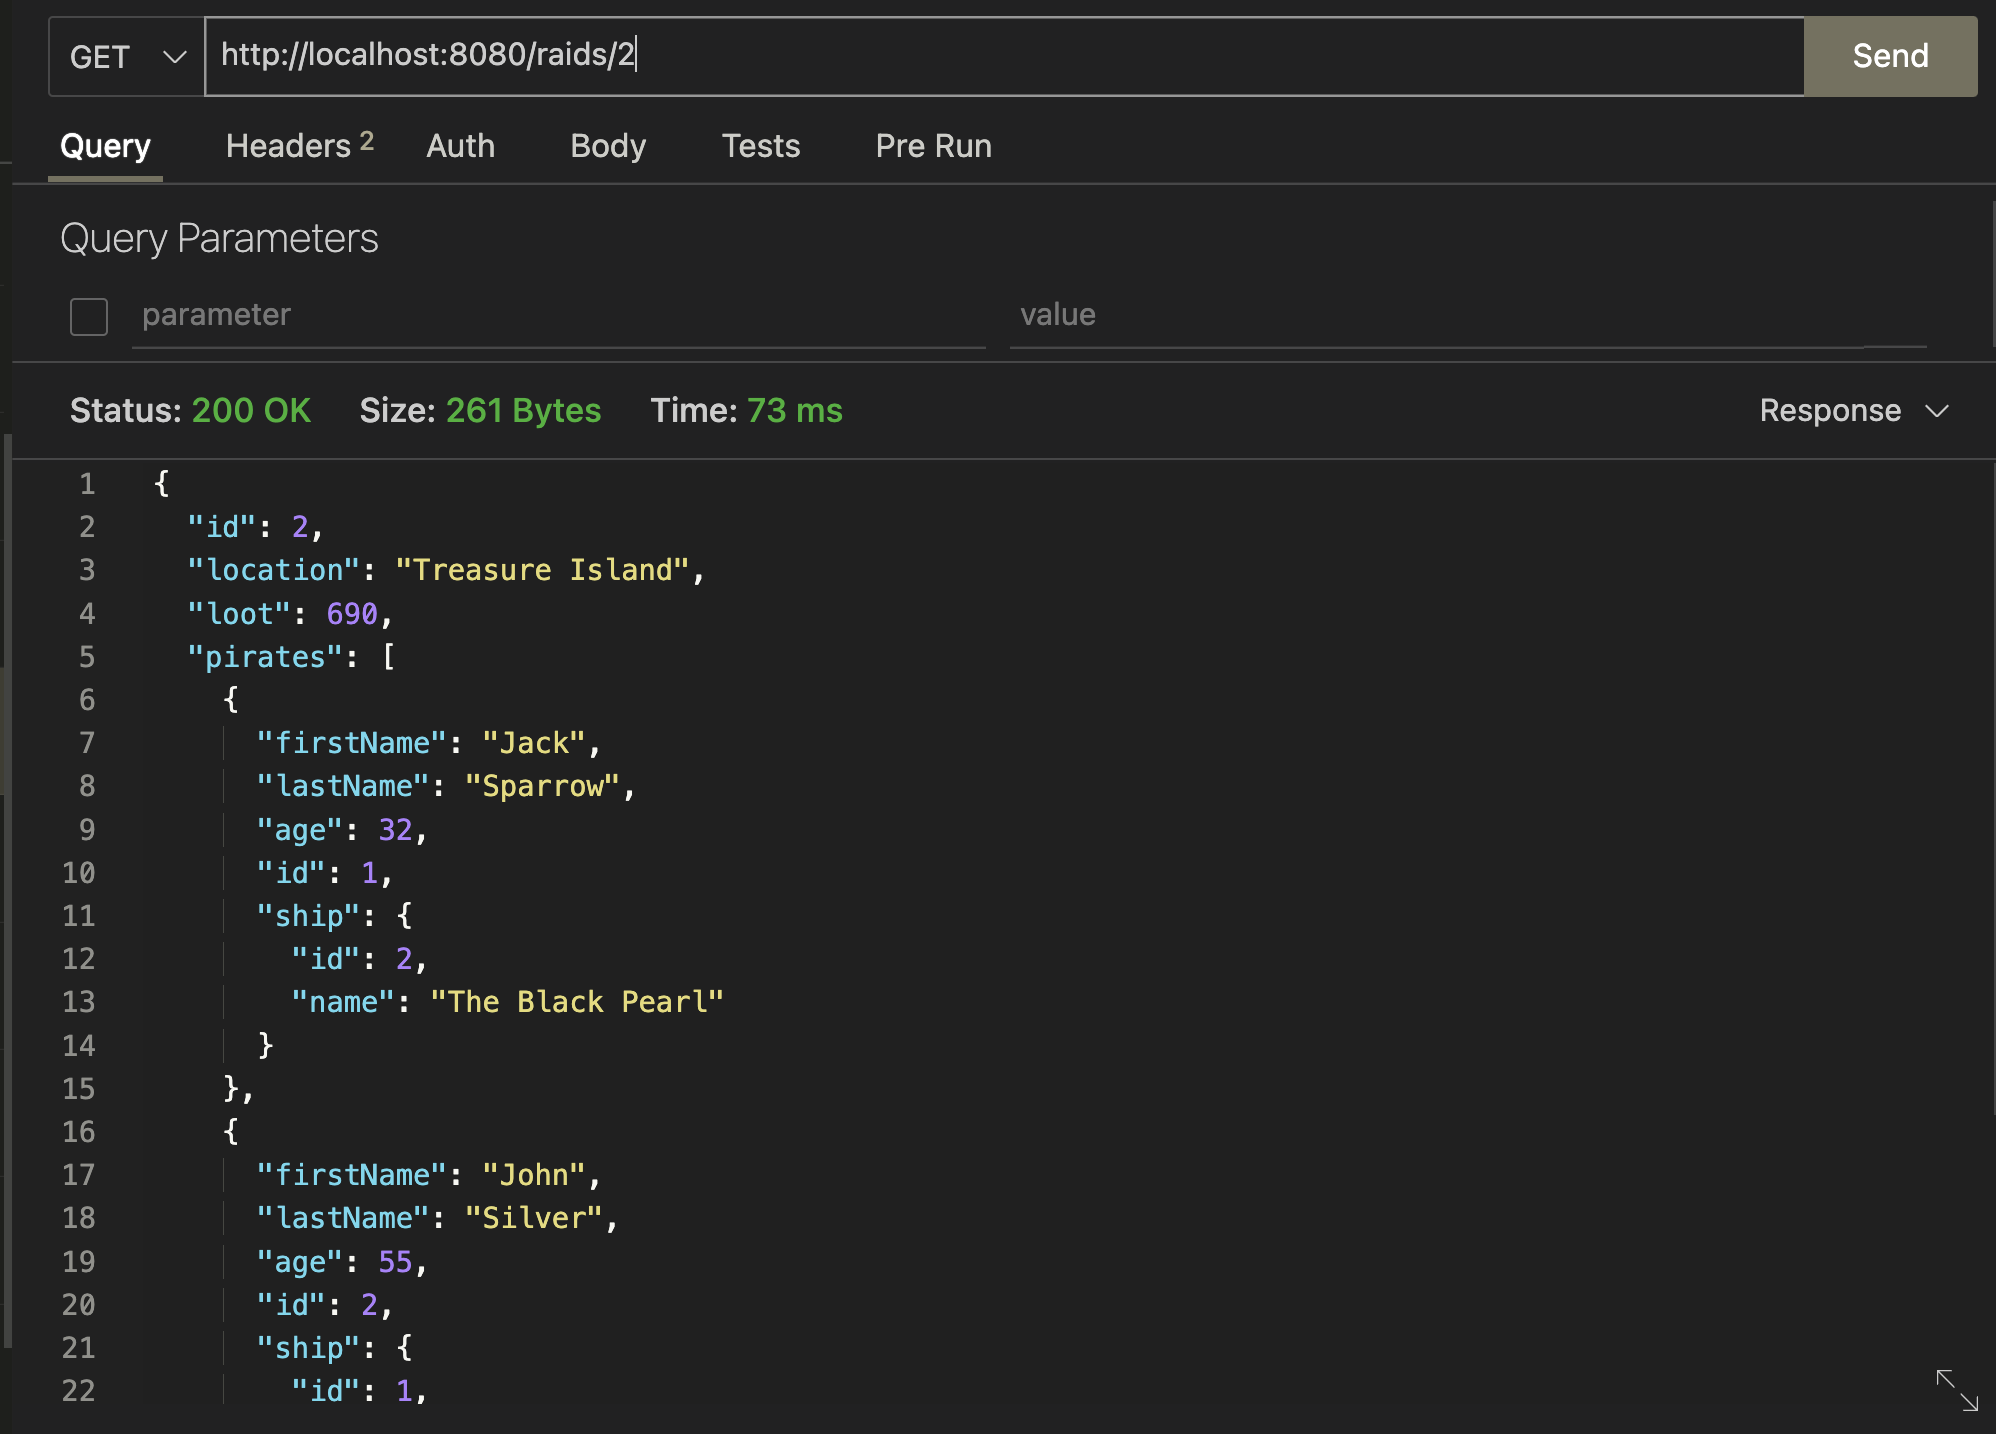 GET http://localhost:8080/raids/2 Send
Query Headers 2 Auth Body Tests Pre Run
Query Parameters
parameter value
Status: 200 OK Size: 261 Bytes Time: 73 ms Response
1 {
2 "id": 2,
3 "location": "Treasure Island",
4 "loot": 690,
5 "pirates": [
6 {
7 "firstName": "Jack",
8 "lastName": "Sparrow",
9 "age": 32,
10 "id": 1,
11 "ship": {
12 "id": 2,
13 "name": "The Black Pearl"
14 }
15 },
16 {
17 "firstName": "John",
18 "lastName": "Silver",
19 "age": 55,
20 "id": 2,
21 "ship": {
22 "id": 1,